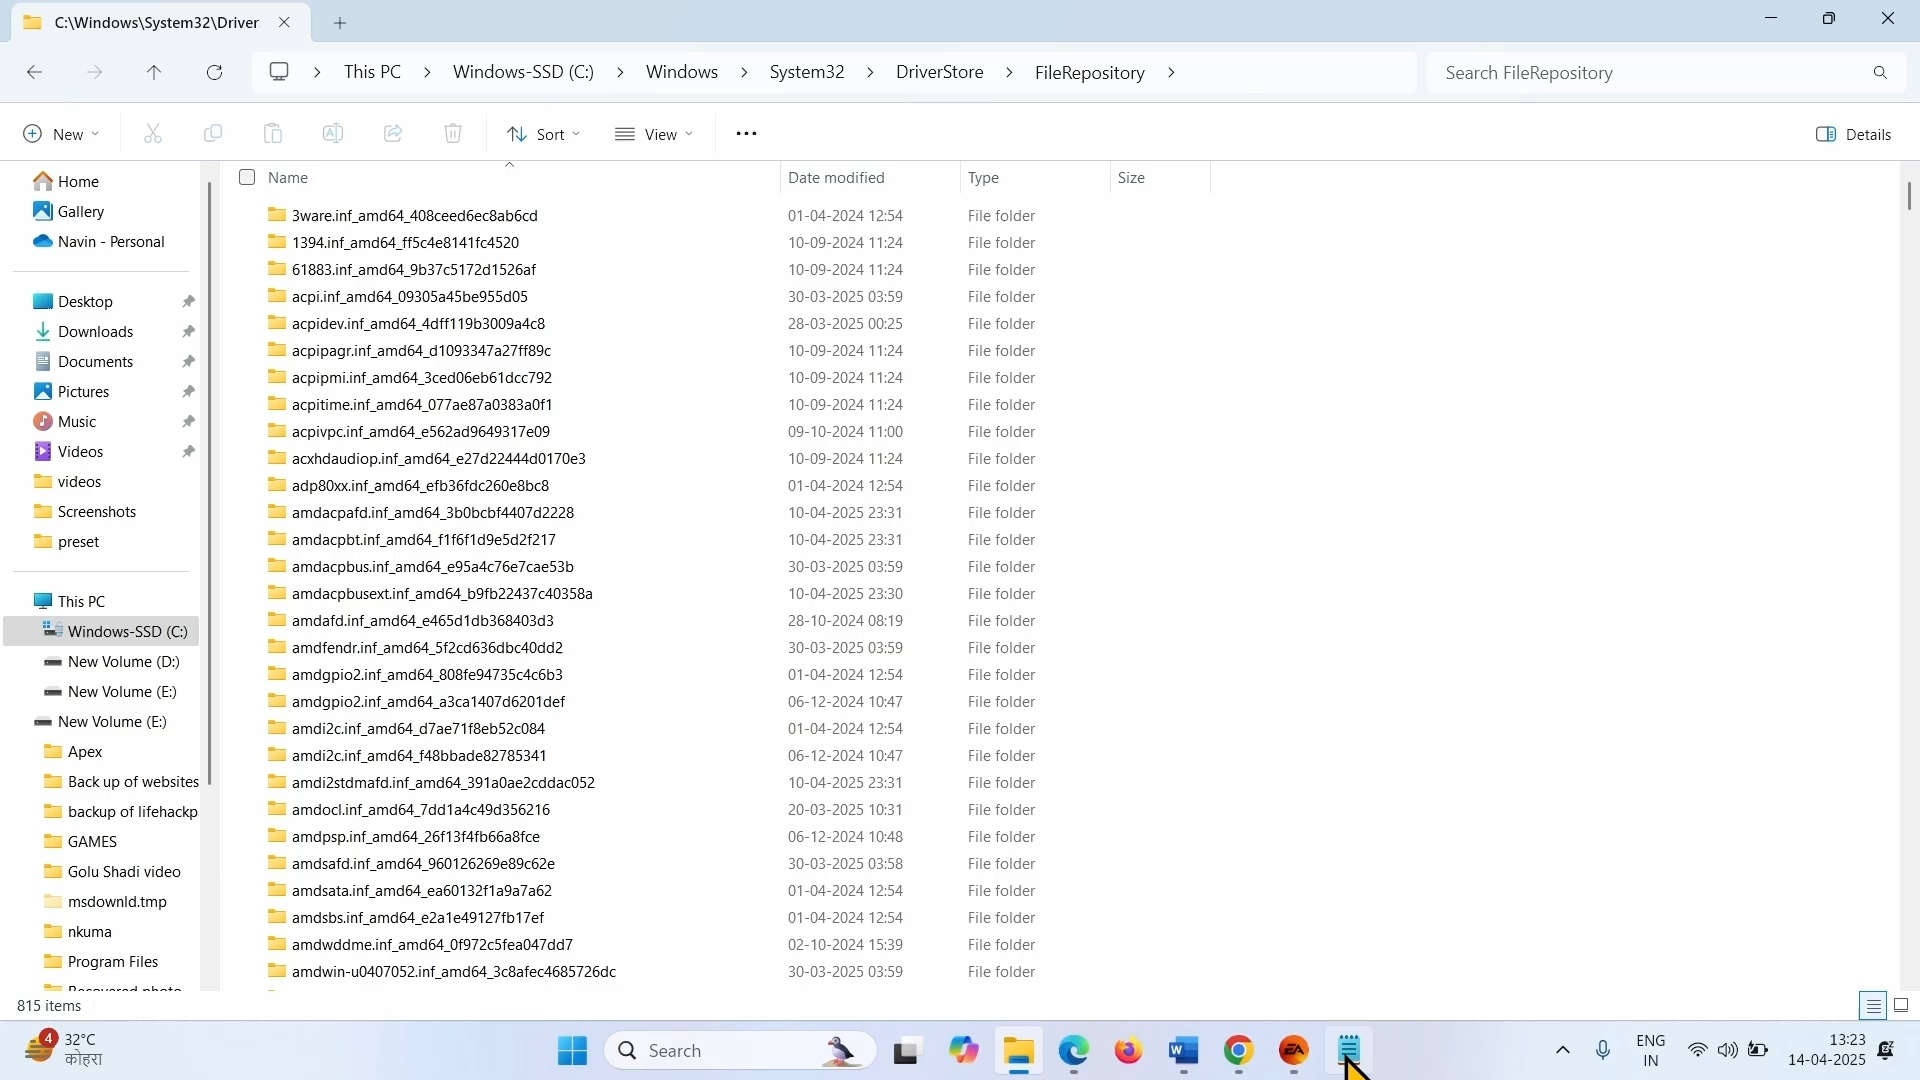 C:\Windows\System32\Driver
This PC > Windows-SSD (C:) > Windows > System32 > DriverStore > FileRepository >
Search FileRepository
New
Sort
View
Details
Home
Gallery
Navin - Personal
Desktop
Downloads
Documents
Pictures
Music
Videos
videos
Screenshots
preset
This PC
Windows-SSD (C:)
New Volume (D:)
New Volume (E:)
New Volume (E:)
Apex
Back up of websites
backup of lifehackp
GAMES
Golu Shadi video
msdownld.tmp
nkuma
Program Files
Name Date modified Type Size
3ware.inf_amd64_408ceed6ec8ab6cd 01-04-2024 12:54 File folder
1394.inf_amd64_ff5c4e8141fc4520 10-09-2024 11:24 File folder
61883.inf_amd64_9b37c5172d1526af 10-09-2024 11:24 File folder
acpi.inf_amd64_09305a45be955d05 30-03-2025 03:59 File folder
acpidev.inf_amd64_4dff119b3009a4c8 28-03-2025 00:25 File folder
acpipagr.inf_amd64_d1093347a27ff89c 10-09-2024 11:24 File folder
acpipmi.inf_amd64_3ced06eb61dcc792 10-09-2024 11:24 File folder
acpitime.inf_amd64_077ae87a0383a0f1 10-09-2024 11:24 File folder
acpivpc.inf_amd64_e562ad9649317e09 09-10-2024 11:00 File folder
acxhdaudiop.inf_amd64_e27d22444d0170e3 10-09-2024 11:24 File folder
adp80xx.inf_amd64_efb36fdc260e8bc8 01-04-2024 12:54 File folder
amdacpafd.inf_amd64_3b0bcbf4407d2228 10-04-2025 23:31 File folder
amdacpbt.inf_amd64_f1f6f1d9e5d2f217 10-04-2025 23:31 File folder
amdacpbus.inf_amd64_e95a4c76e7cae53b 30-03-2025 03:59 File folder
amdacpbusext.inf_amd64_b9fb22437c40358a 10-04-2025 23:30 File folder
amdafd.inf_amd64_e465d1db368403d3 28-10-2024 08:19 File folder
amdfendr.inf_amd64_5f2cd636dbc40dd2 30-03-2025 03:59 File folder
amdgpio2.inf_amd64_808fe94735c4c6b3 01-04-2024 12:54 File folder
amdgpio2.inf_amd64_a3ca1407d6201def 06-12-2024 10:47 File folder
amdi2c.inf_amd64_d7ae71f8eb52c084 01-04-2024 12:54 File folder
amdi2c.inf_amd64_f48bbade82785341 06-12-2024 10:47 File folder
amdi2stdmafd.inf_amd64_391a0ae2cddac052 10-04-2025 23:31 File folder
amdocl.inf_amd64_7dd1a4c49d356216 20-03-2025 10:31 File folder
amdpsp.inf_amd64_26f13f4fb66a8fce 06-12-2024 10:48 File folder
amdsafd.inf_amd64_960126269e89c62e 30-03-2025 03:58 File folder
amdsata.inf_amd64_ea60132f1a9a7a62 01-04-2024 12:54 File folder
amdsbs.inf_amd64_e2a1e49127fb17ef 01-04-2024 12:54 File folder
amdwddme.inf_amd64_0f972c5fea047dd7 02-10-2024 15:39 File folder
amdwin-u0407052.inf_amd64_3c8afec4685726dc 30-03-2025 03:59 File folder
815 items
4
32°C
कोहरा
Search
W
EA
ENG
IN
13:23
14-04-2025